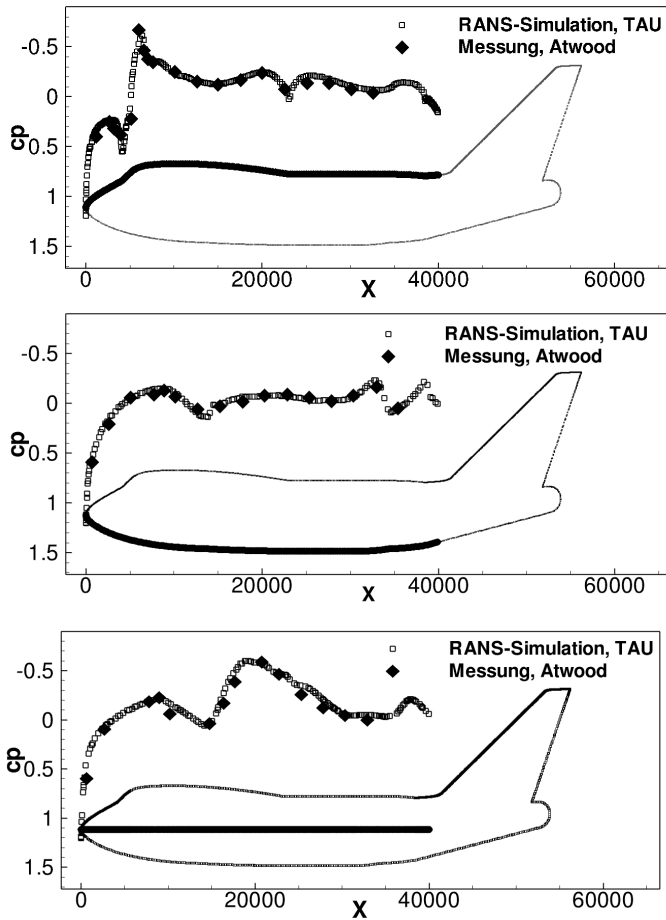 RANS-Simulation, TAU
Messung, Atwood
-0.5
0
0.5
1
1.5
cp
0 20000 40000 60000
X
RANS-Simulation, TAU
Messung, Atwood
-0.5
0
0.5
1
1.5
cp
0 20000 40000 60000
X
RANS-Simulation, TAU
Messung, Atwood
-0.5
0
0.5
1
1.5
cp
0 20000 40000 60000
X